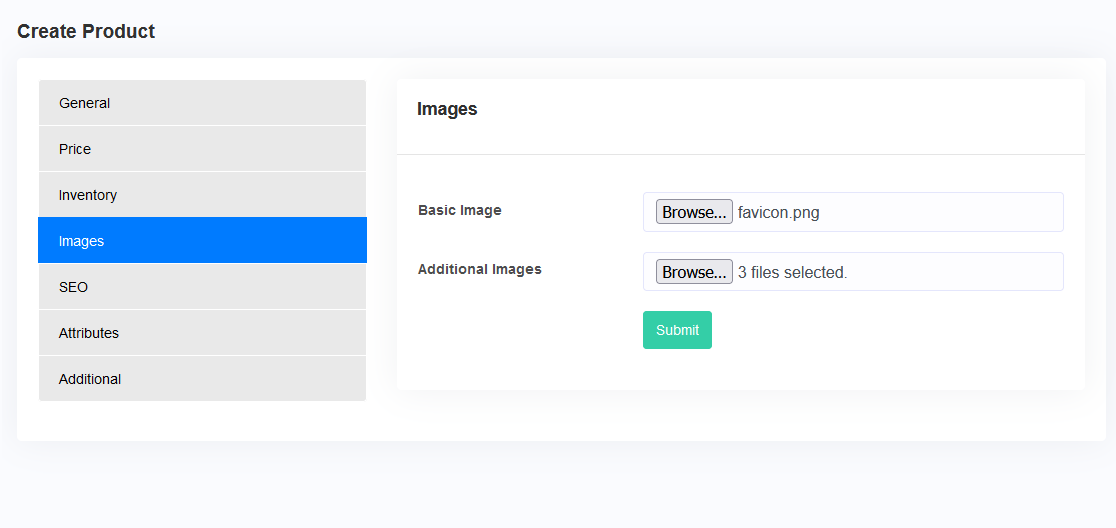 Create Product
General
Price
Inventory
Images
SEO
Attributes
Additional
Images
Basic Image
Browse... favicon.png
Additional Images
Browse... 3 files selected.
Submit